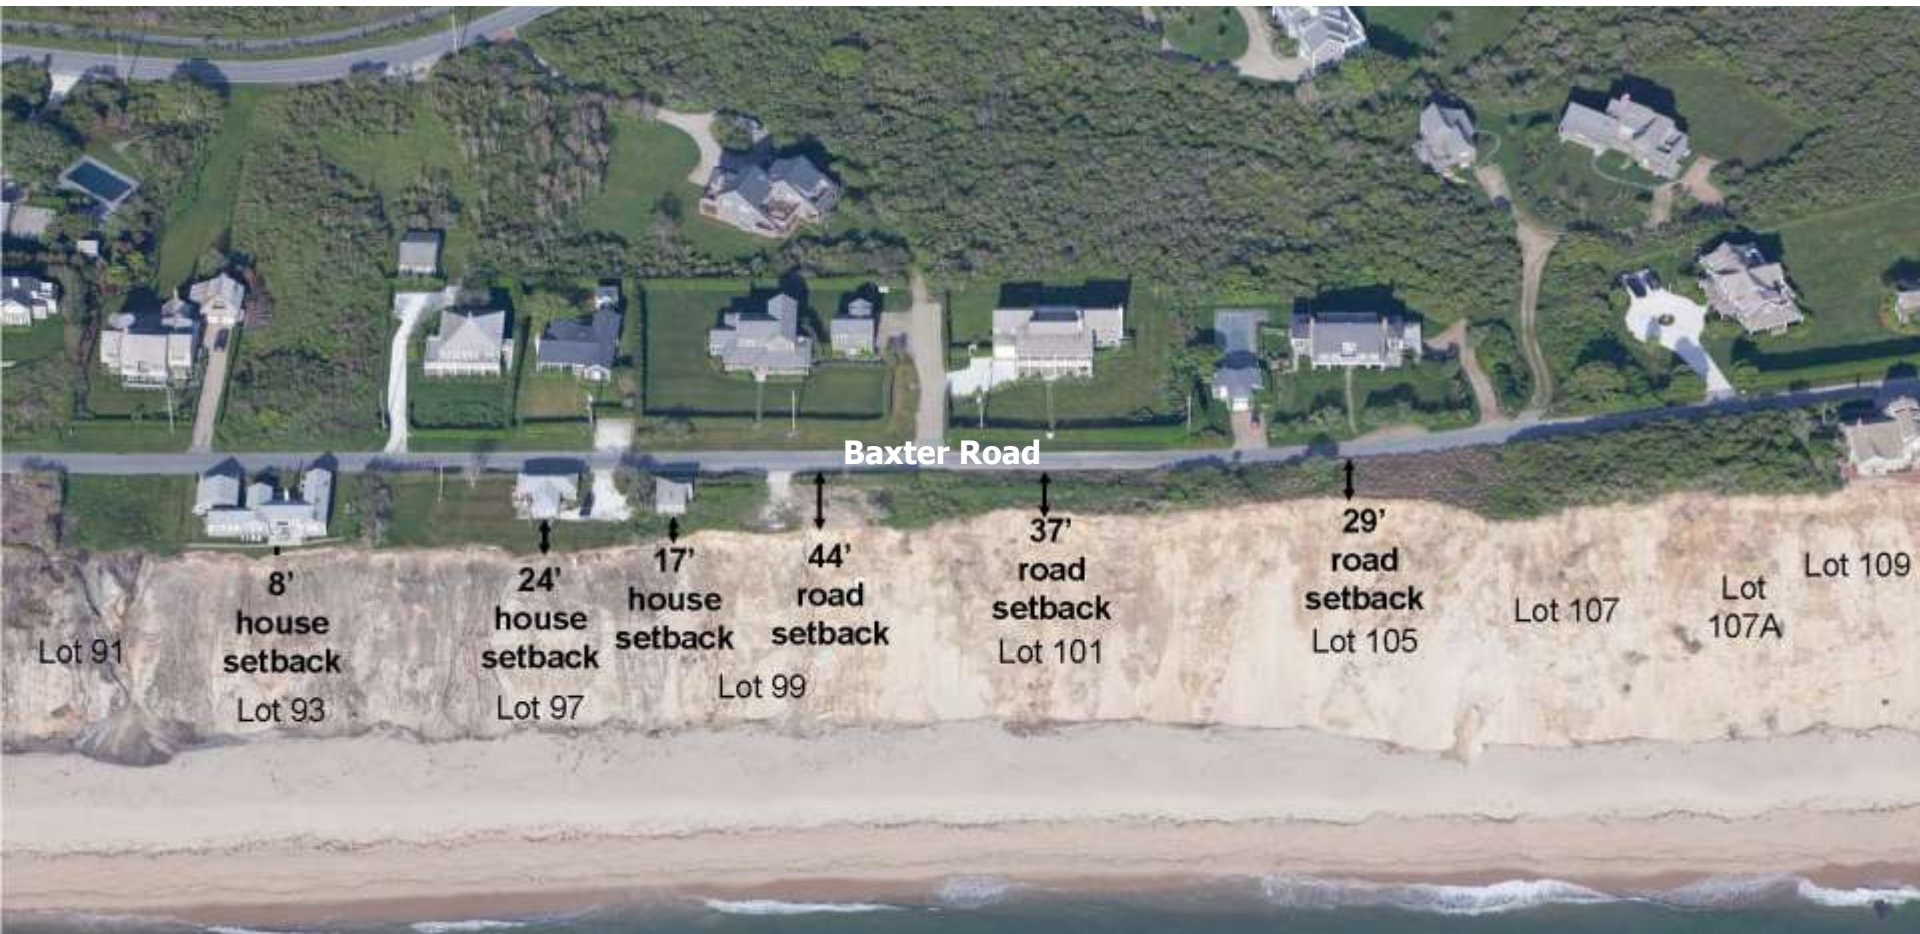 Baxter Road
8’
house
setback
Lot 93
24’
house
setback
Lot 97
17’
house
setback
44’
road
setback
Lot 99
37’
road
setback
Lot 101
29’
road
setback
Lot 105
Lot 91
Lot 107
Lot
107A
Lot 109